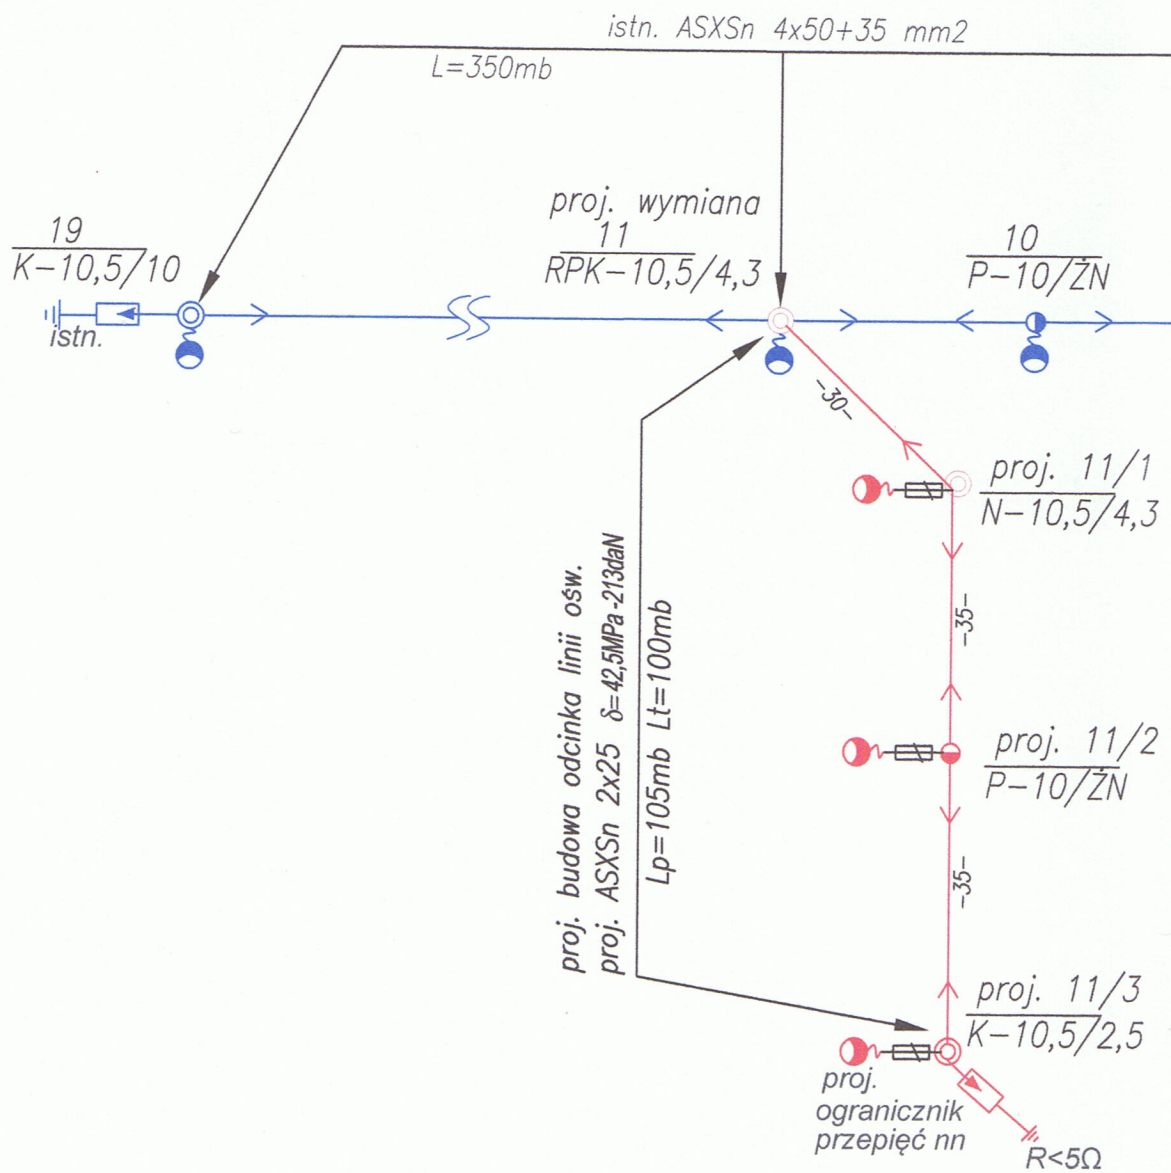 istn. ASXSn 4x50+35 mm2
L=350mb
19
K-10,5/10
istn.
proj. wymiana
11
RPK-10,5/4,3
10
P-10/ŻN
-30-
proj. 11/1
N-10,5/4,3
-35-
proj. 11/2
P-10/ŻN
-35-
proj. budowa odcinka linii ośw.
proj. ASXSn 2x25 δ=42,5MPa-213daN
Lp=105mb Lt=100mb
proj. 11/3
K-10,5/2,5
proj.
ogranicznik
przepięć nn
R<5Ω